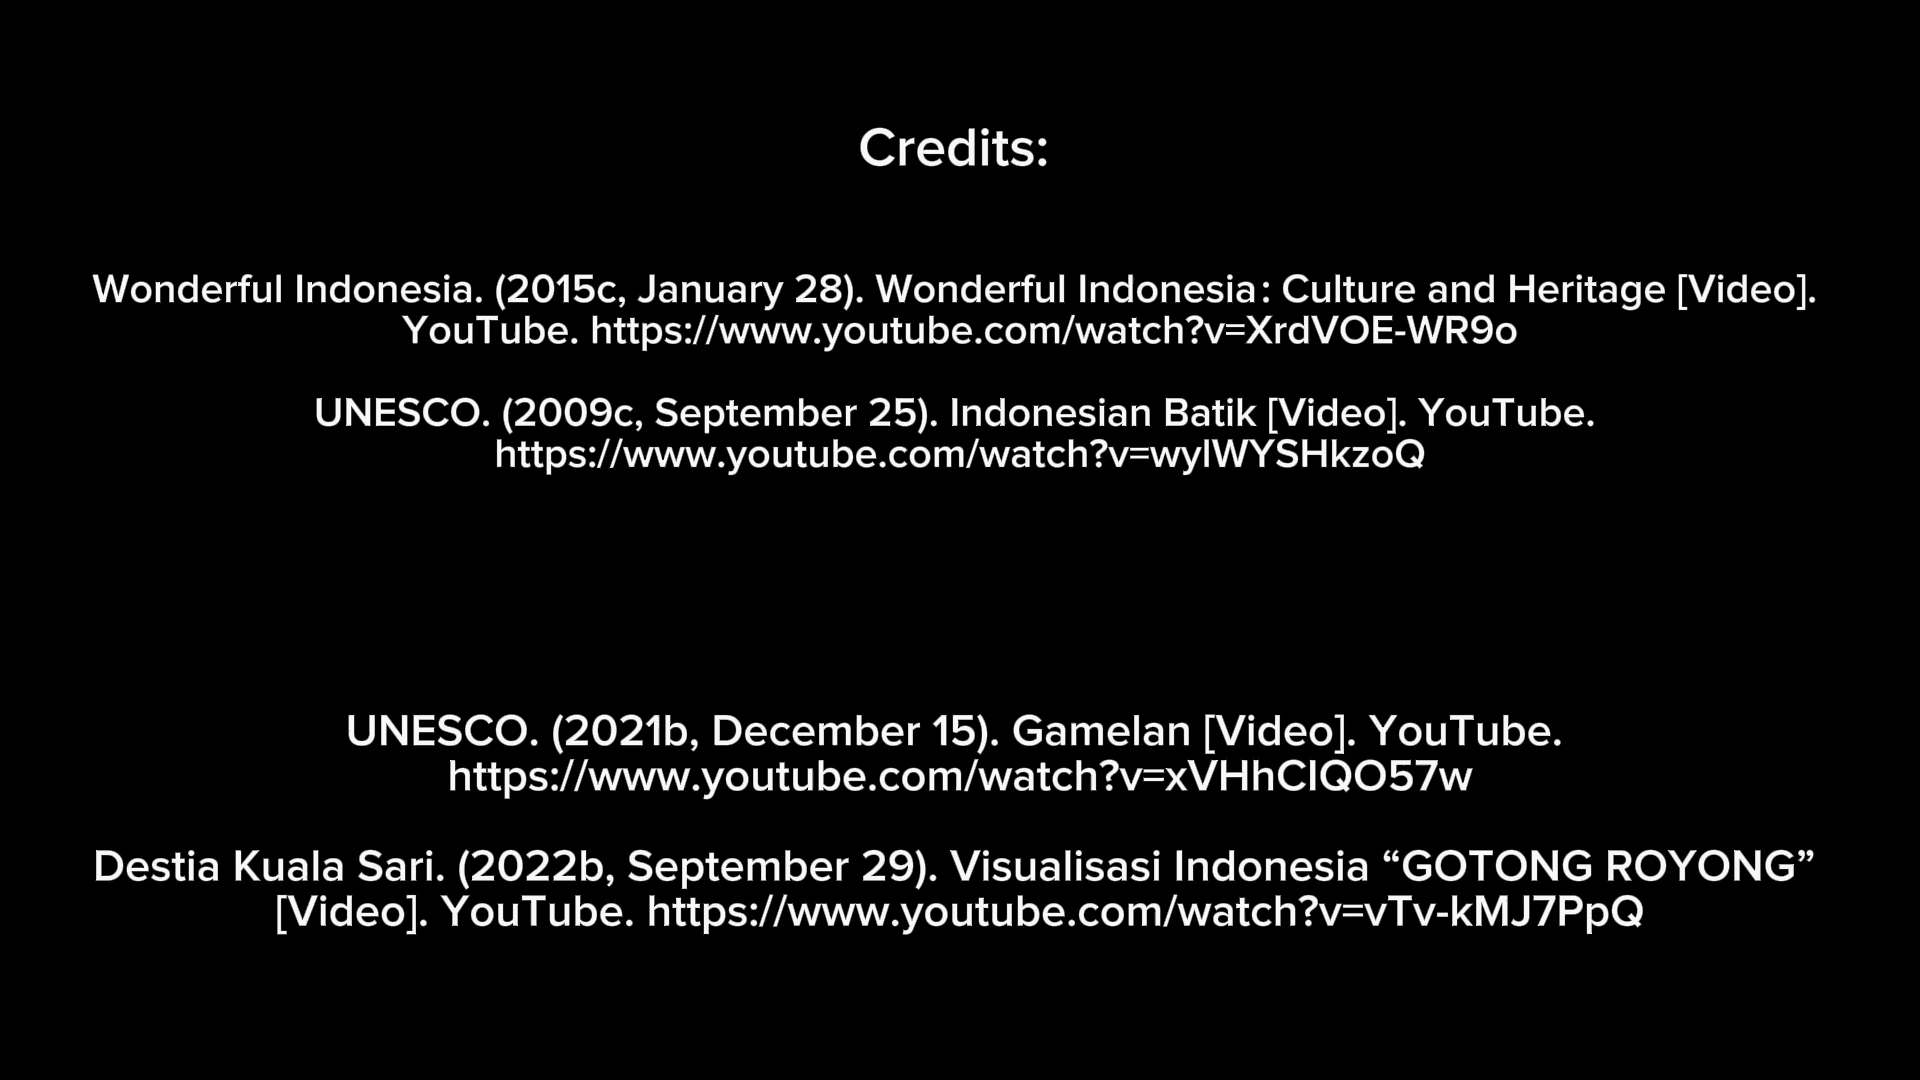 Credits:
Wonderful Indonesia. (2015c, January 28). Wonderful Indonesia: Culture and Heritage [Video].
YouTube. https://www.youtube.com/watch?v=XrdVOE-WR9o
UNESCO. (2009c, September 25). Indonesian Batik [Video]. YouTube.
https://www.youtube.com/watch?v=wylWYSHkzoQ
UNESCO. (2021b, December 15). Gamelan [Video]. YouTube.
https://www.youtube.com/watch?v=xVHhCIQO57w
Destia Kuala Sari. (2022b, September 29). Visualisasi Indonesia “GOTONG ROYONG”
[Video]. YouTube. https://www.youtube.com/watch?v=vTv-kMJ7PpQ